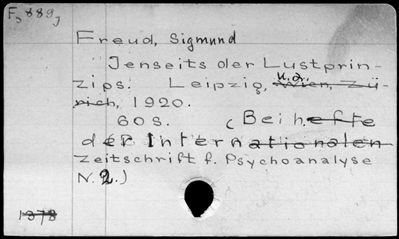 F, 889,
Freud, Sigmund
Jenseits der Lustprin-
zips. Leipzig, u.a. Wien, Zü-
rich, 1920.
60 S. (Beihefte
der Internationalen
Zeitschrift f. Psychoanalyse
N. 2.)
1978